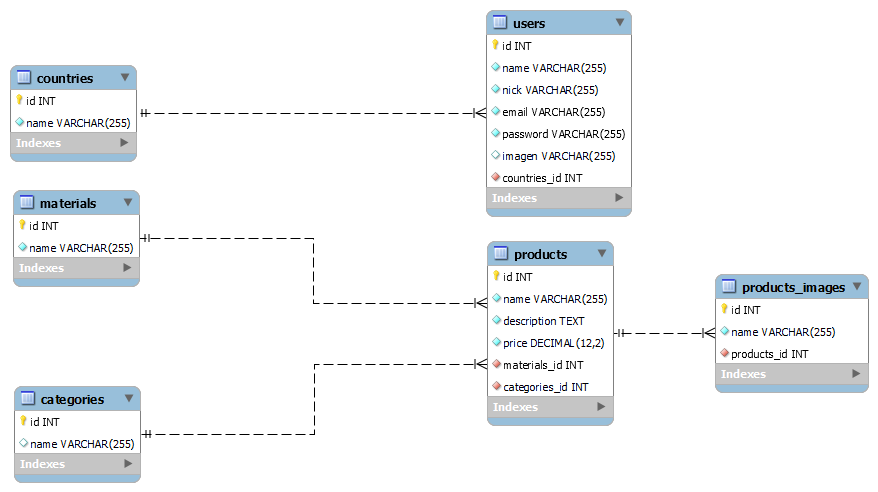 countries
id INT
name VARCHAR(255)
Indexes
users
id INT
name VARCHAR(255)
nick VARCHAR(255)
email VARCHAR(255)
password VARCHAR(255)
imagen VARCHAR(255)
countries_id INT
Indexes
materials
id INT
name VARCHAR(255)
Indexes
products
id INT
name VARCHAR(255)
description TEXT
price DECIMAL(12,2)
materials_id INT
categories_id INT
Indexes
products_images
id INT
name VARCHAR(255)
products_id INT
Indexes
categories
id INT
name VARCHAR(255)
Indexes